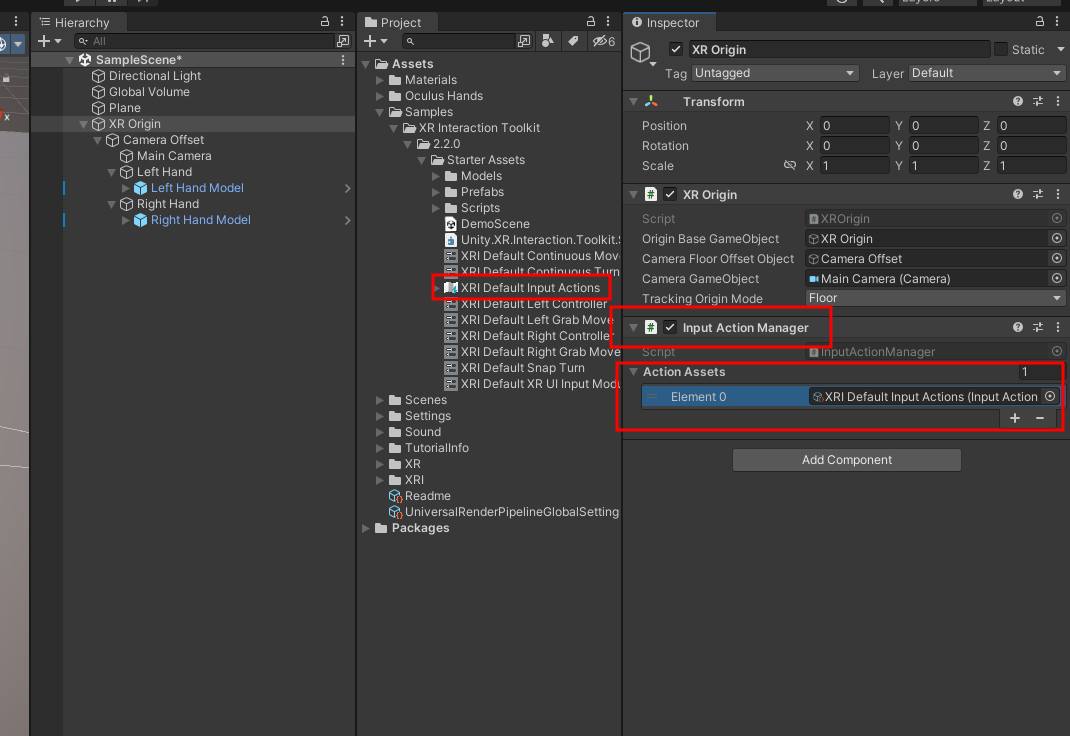 Layers
Layout
Hierarchy
All
SampleScene*
Directional Light
Global Volume
Plane
XR Origin
Camera Offset
Main Camera
Left Hand
Left Hand Model
Right Hand
Right Hand Model
Project
6
Assets
Materials
Oculus Hands
Samples
XR Interaction Toolkit
2.2.0
Starter Assets
Models
Prefabs
Scripts
DemoScene
Unity.XR.Interaction.Toolkit.S
XRI Default Continuous Mov
XRI Default Continuous Turn
XRI Default Input Actions
XRI Default Left Controller
XRI Default Left Grab Move
XRI Default Right Controller
XRI Default Right Grab Move
XRI Default Snap Turn
XRI Default XR UI Input Modu
Scenes
Settings
Sound
TutorialInfo
XR
XRI
Readme
UniversalRenderPipelineGlobalSetting
Packages
Inspector
XR Origin Static
Tag Untagged Layer Default
Transform
Position X 0 Y 0 Z 0
Rotation X 0 Y 0 Z 0
Scale X 1 Y 1 Z 1
# XR Origin
Script # XROrigin
Origin Base GameObject XR Origin
Camera Floor Offset Object Camera Offset
Camera GameObject Main Camera (Camera)
Tracking Origin Mode Floor
# Input Action Manager
Script # InputActionManager
Action Assets 1
Element 0 XRI Default Input Actions (Input Action
+ −
Add Component
x